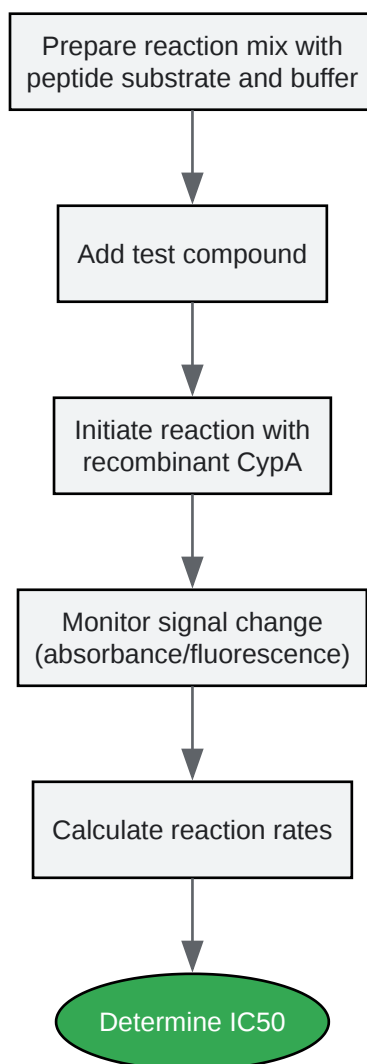 Prepare reaction mix with
peptide substrate and buffer
Add test compound
Initiate reaction with
recombinant CypA
Monitor signal change
(absorbance/fluorescence)
Calculate reaction rates
Determine IC50